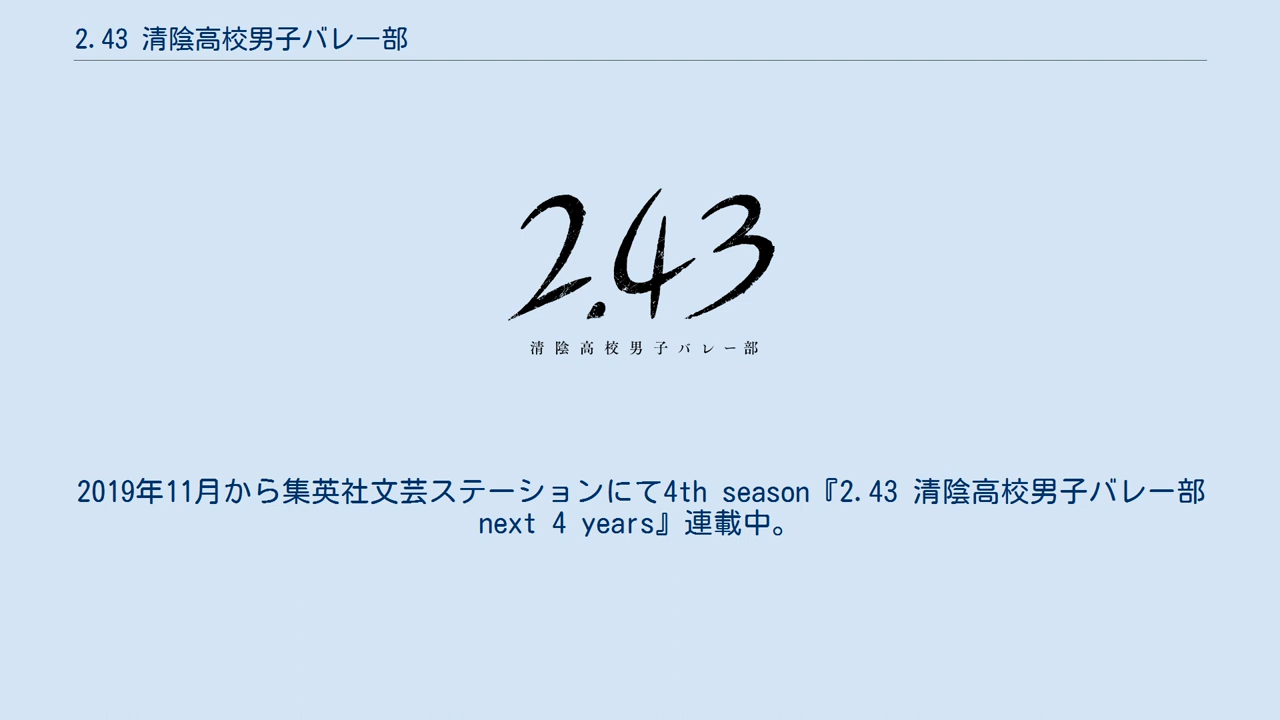 2.43 清陰高校男子バレー部
2.43
清陰高校男子バレー部
2019年11月から集英社文芸ステーションにて4th season『2.43 清陰高校男子バレー部
next 4 years』連載中。